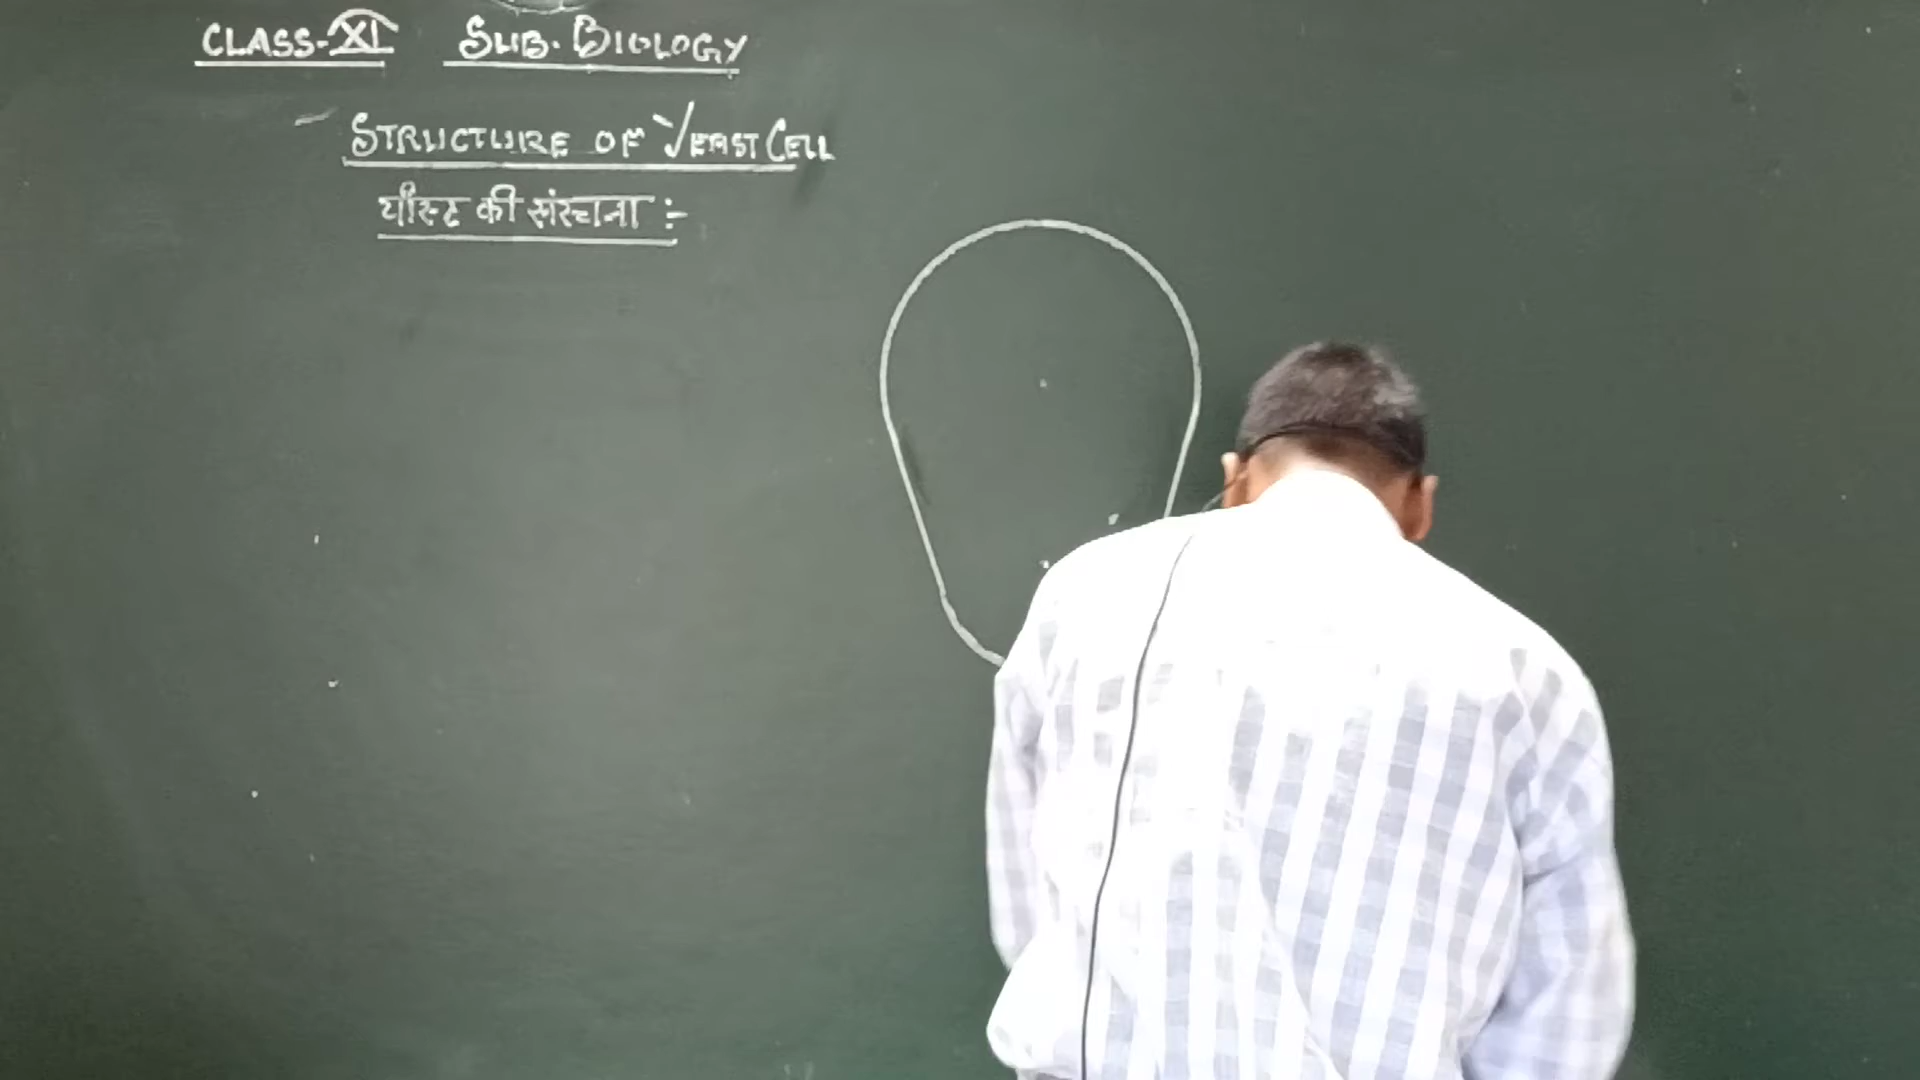 CLASS-XI SUB. BIOLOGY
STRUCTURE OF YEAST CELL
यीस्ट की संरचना :-